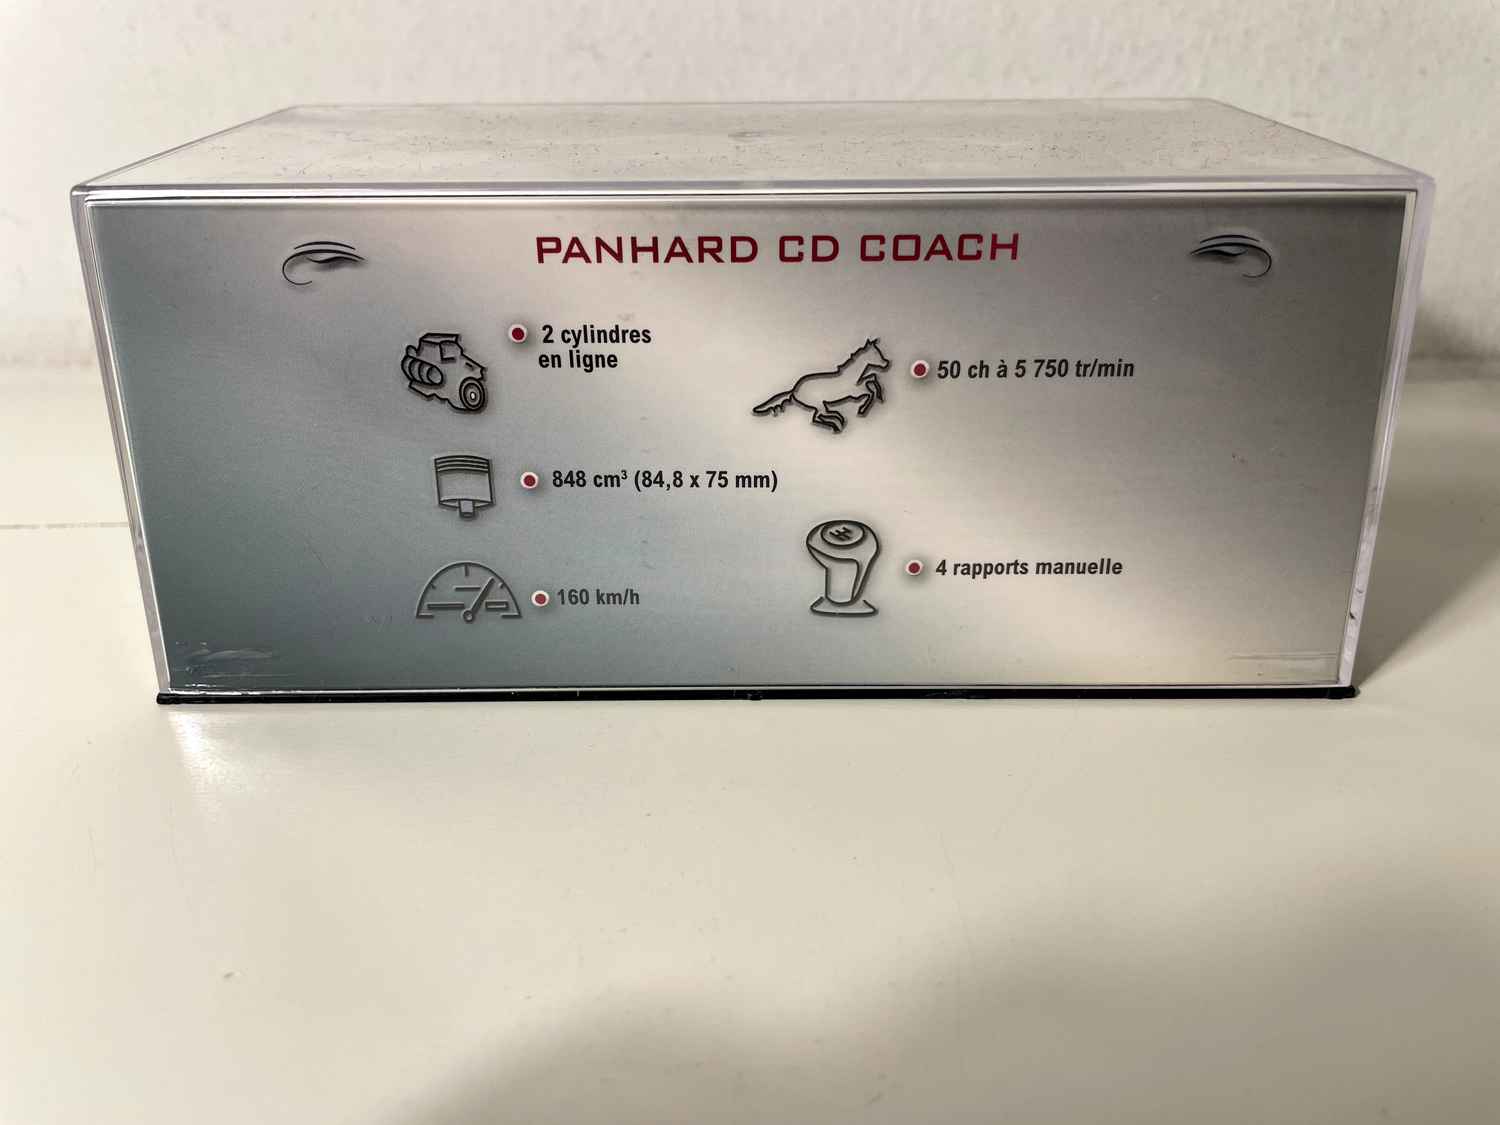 PANHARD CD COACH
2 cylindres
en ligne
50 ch à 5 750 tr/min
848 cm³ (84,8 x 75 mm)
160 km/h
4 rapports manuelle